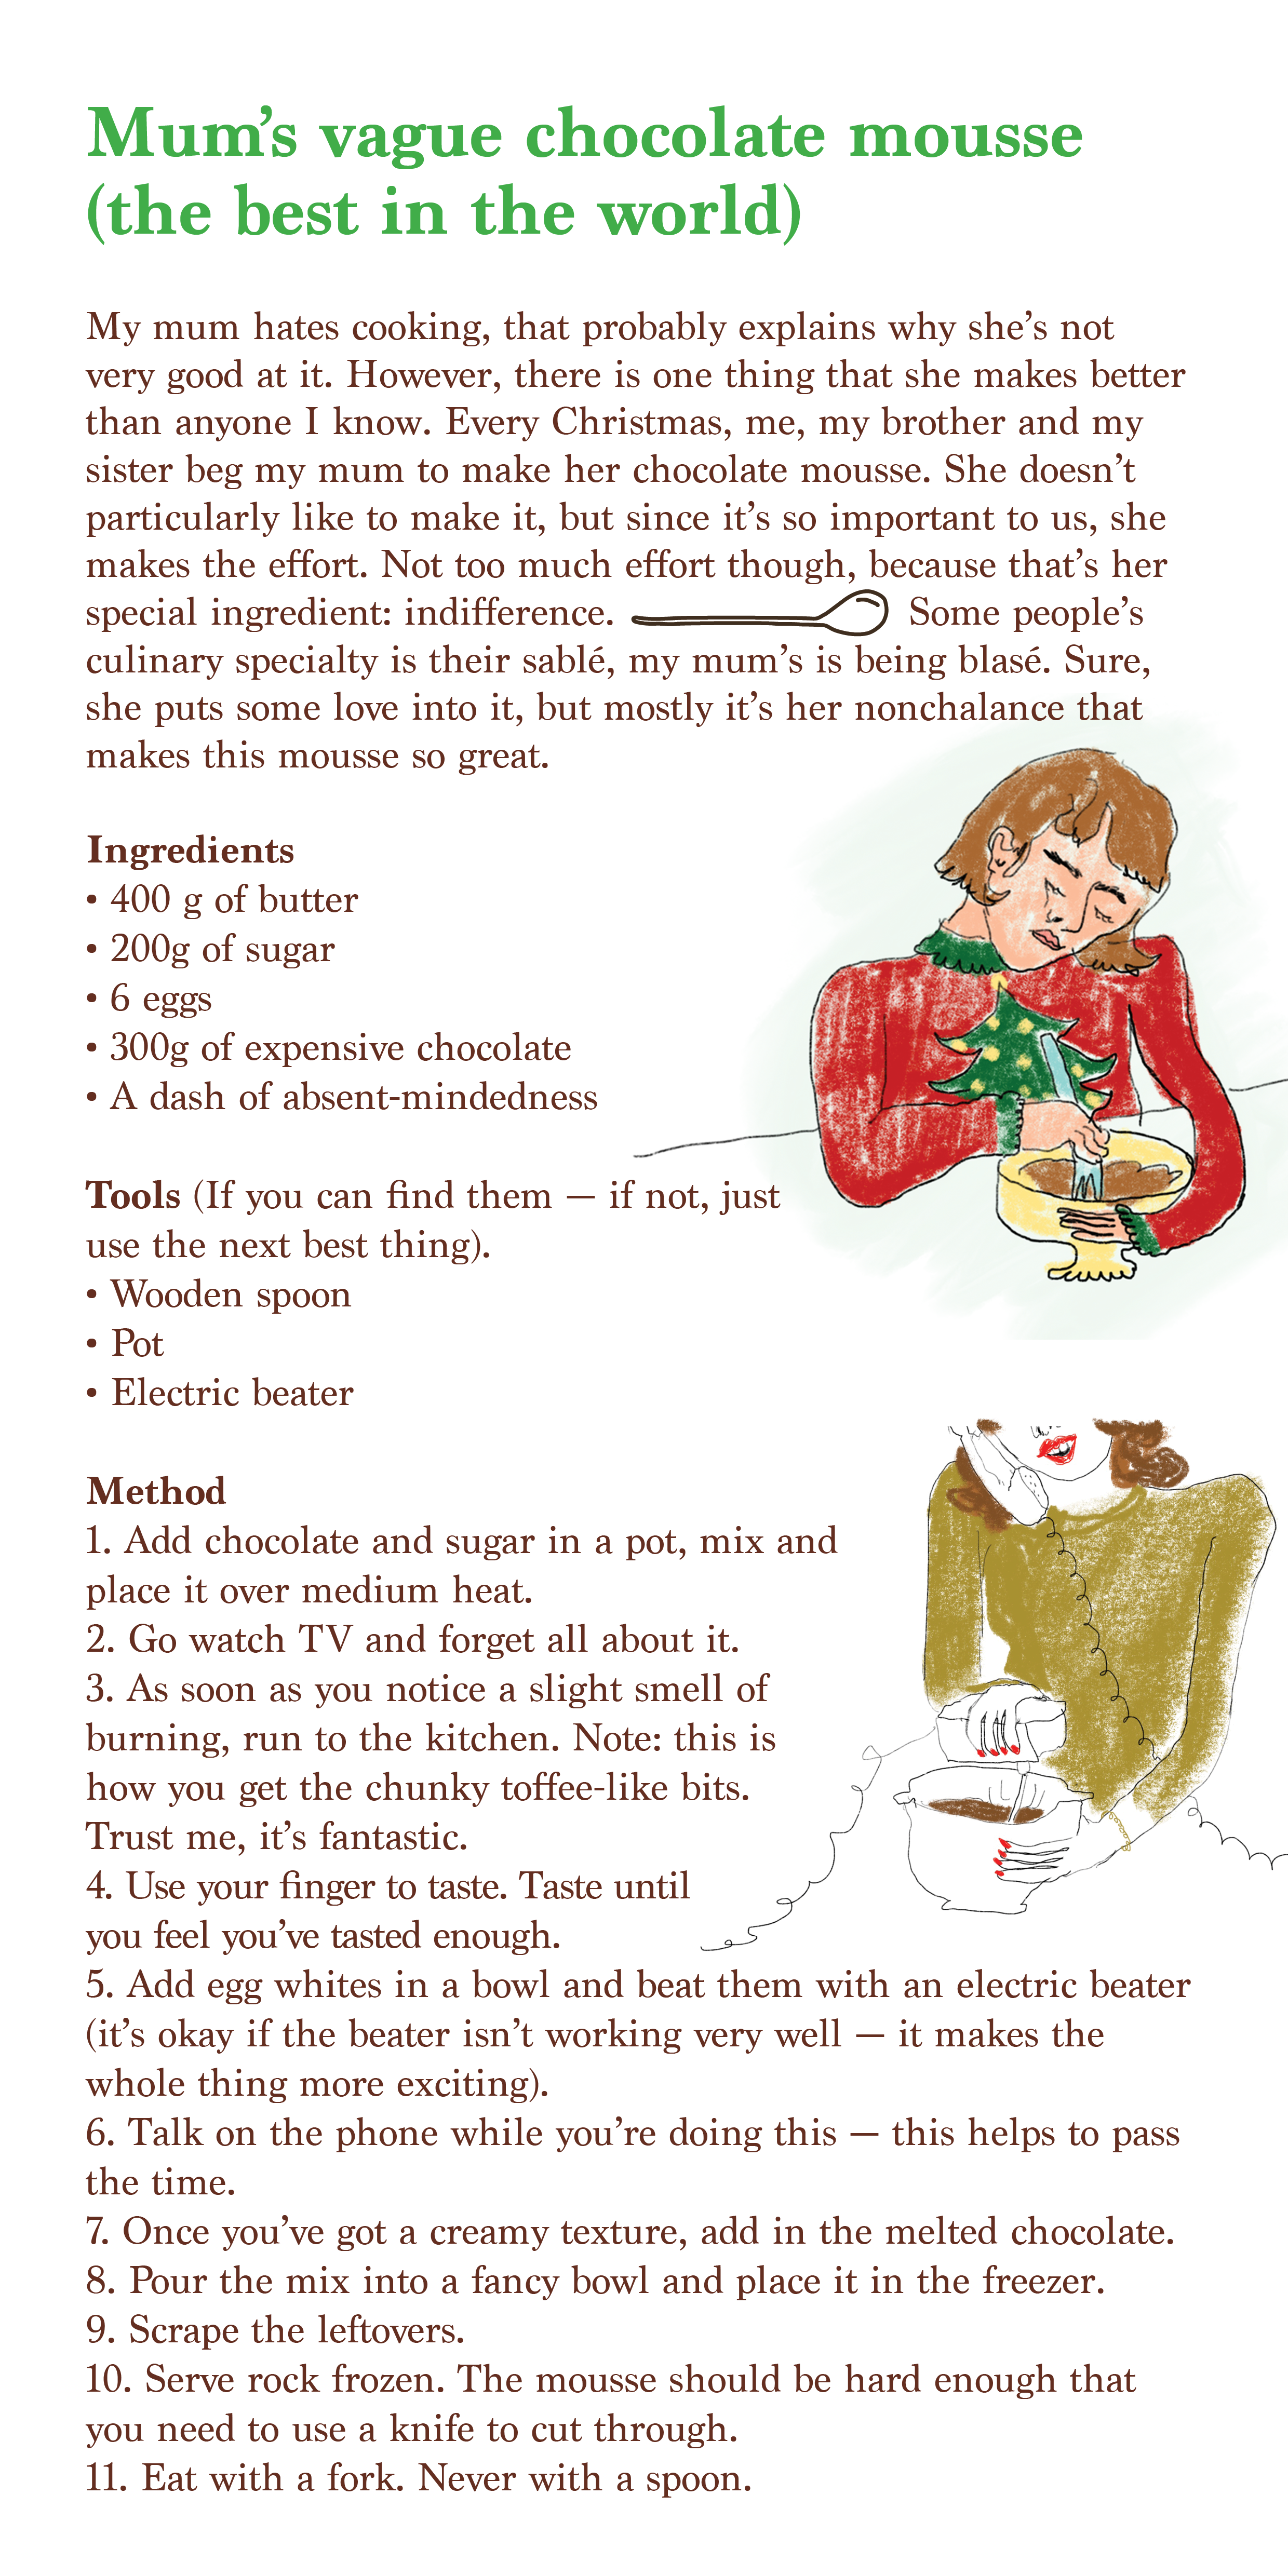 Mum’s vague chocolate mousse
(the best in the world)
My mum hates cooking, that probably explains why she’s not
very good at it. However, there is one thing that she makes better
than anyone I know. Every Christmas, me, my brother and my
sister beg my mum to make her chocolate mousse. She doesn’t
particularly like to make it, but since it’s so important to us, she
makes the effort. Not too much effort though, because that’s her
special ingredient: indifference. Some people’s
culinary specialty is their sablé, my mum’s is being blasé. Sure,
she puts some love into it, but mostly it’s her nonchalance that
makes this mousse so great.
Ingredients
• 400 g of butter
• 200g of sugar
• 6 eggs
• 300g of expensive chocolate
• A dash of absent-mindedness
Tools (If you can find them — if not, just
use the next best thing).
• Wooden spoon
• Pot
• Electric beater
Method
1. Add chocolate and sugar in a pot, mix and
place it over medium heat.
2. Go watch TV and forget all about it.
3. As soon as you notice a slight smell of
burning, run to the kitchen. Note: this is
how you get the chunky toffee-like bits.
Trust me, it’s fantastic.
4. Use your finger to taste. Taste until
you feel you’ve tasted enough.
5. Add egg whites in a bowl and beat them with an electric beater
(it’s okay if the beater isn’t working very well — it makes the
whole thing more exciting).
6. Talk on the phone while you’re doing this — this helps to pass
the time.
7. Once you’ve got a creamy texture, add in the melted chocolate.
8. Pour the mix into a fancy bowl and place it in the freezer.
9. Scrape the leftovers.
10. Serve rock frozen. The mousse should be hard enough that
you need to use a knife to cut through.
11. Eat with a fork. Never with a spoon.